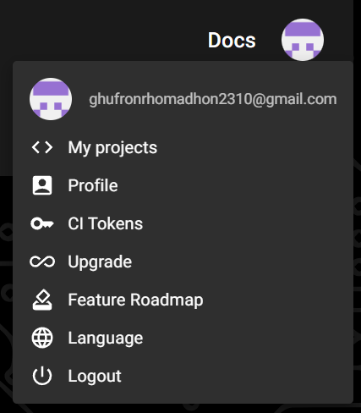 Docs
ghufronrhomadhon2310@gmail.com
My projects
Profile
CI Tokens
Upgrade
Feature Roadmap
Language
Logout